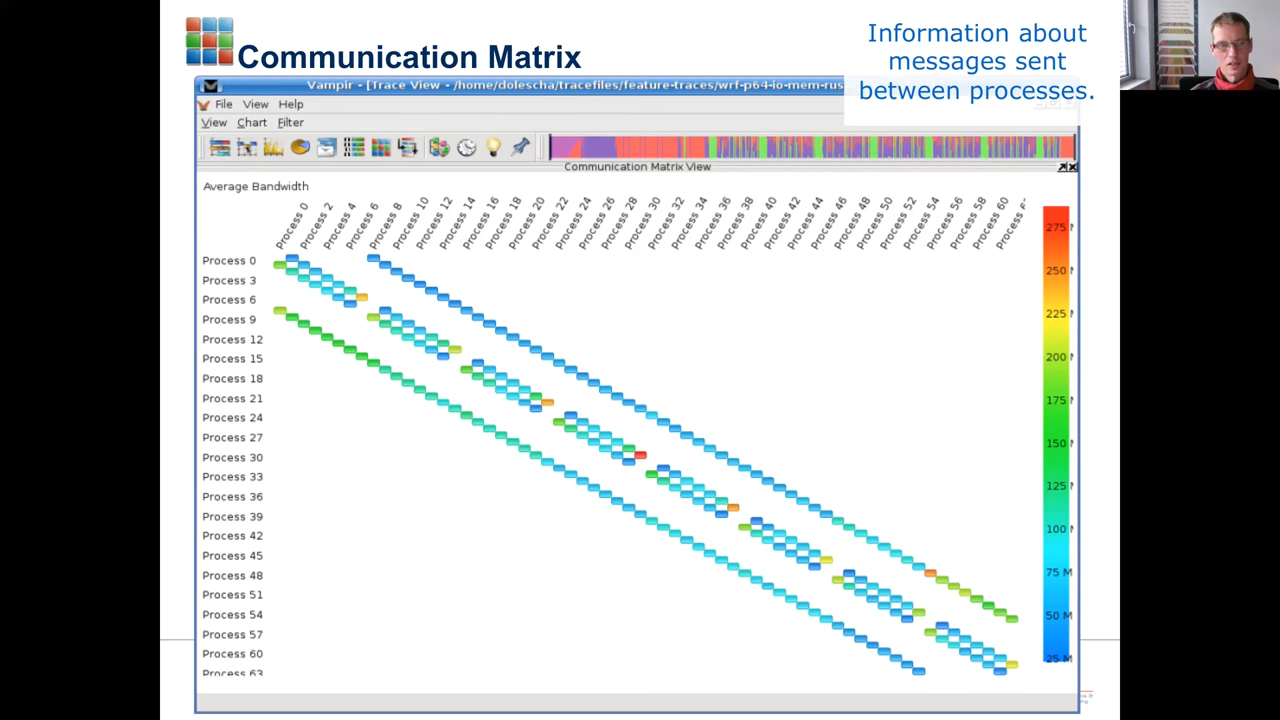 Communication Matrix
Information about
messages sent
between processes.
Vampir - [Trace View - /home/dolescha/tracefiles/feature-traces/wrf-p64-io-mem-rus
File View Help
View Chart Filter
Communication Matrix View
Average Bandwidth
Process 0
Process 2
Process 4
Process 6
Process 8
Process 10
Process 12
Process 14
Process 16
Process 18
Process 20
Process 22
Process 24
Process 26
Process 28
Process 30
Process 32
Process 34
Process 36
Process 38
Process 40
Process 42
Process 44
Process 46
Process 48
Process 50
Process 52
Process 54
Process 56
Process 58
Process 60
Process
Process 0
Process 3
Process 6
Process 9
Process 12
Process 15
Process 18
Process 21
Process 24
Process 27
Process 30
Process 33
Process 36
Process 39
Process 42
Process 45
Process 48
Process 51
Process 54
Process 57
Process 60
Process 63
275
250
225
200
175
150
125
100
75 M
50 M
25 M